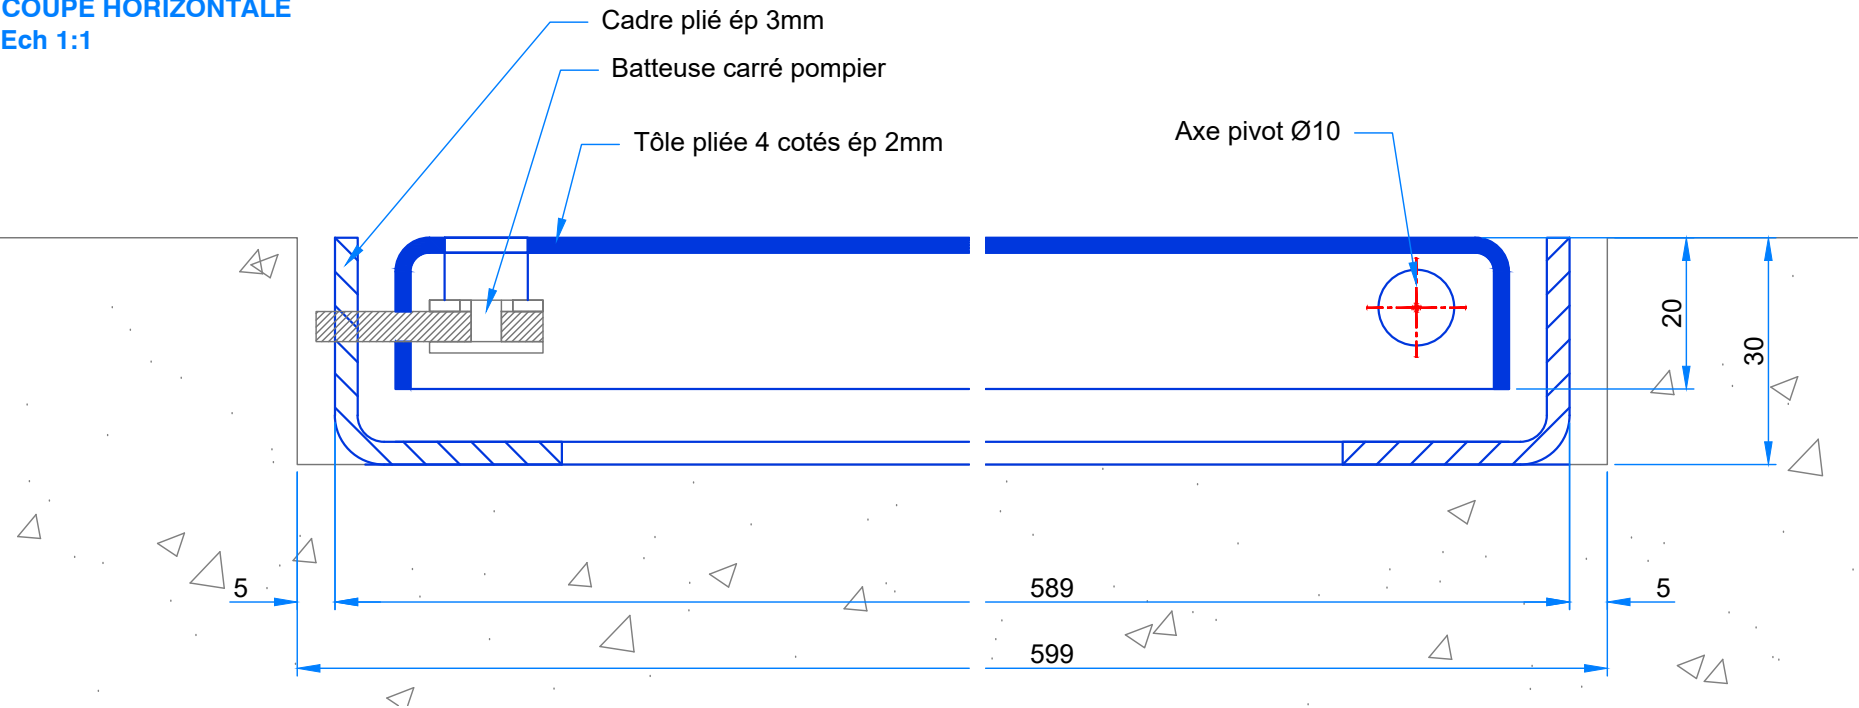 COUPE HORIZONTALE
Ech 1:1
Cadre plié ép 3mm
Batteuse carré pompier
Tôle pliée 4 cotés ép 2mm
Axe pivot Ø10
20
30
5
589
5
599